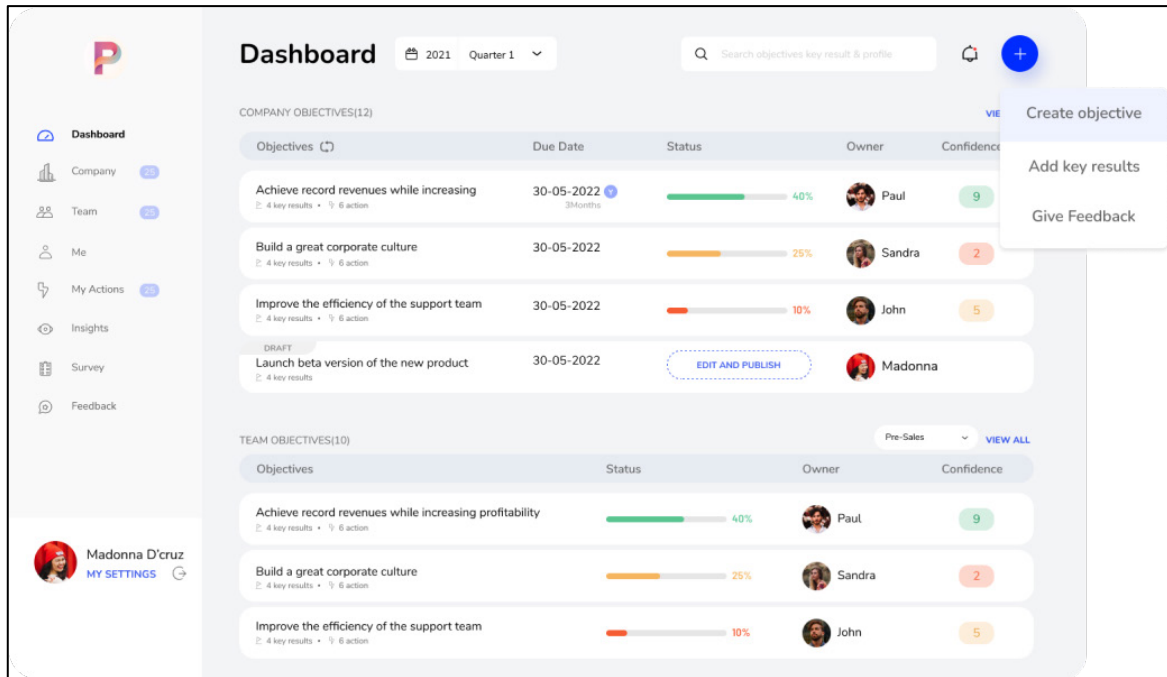 P
Dashboard
2021 Quarter 1
Search objectives key result & profile
+
Create objective
Add key results
Give Feedback
Dashboard
Company 25
Team 25
Me
My Actions 25
Insights
Survey
Feedback
Madonna D'cruz
MY SETTINGS
COMPANY OBJECTIVES(12)
VIE
Objectives Due Date Status Owner Confidence
Achieve record revenues while increasing 30-05-2022 Y 40% Paul 9
4 key results • 6 action 3Months
Build a great corporate culture 30-05-2022 25% Sandra 2
4 key results • 6 action
Improve the efficiency of the support team 30-05-2022 10% John 5
4 key results • 6 action
DRAFT
Launch beta version of the new product 30-05-2022 EDIT AND PUBLISH Madonna
4 key results
TEAM OBJECTIVES(10) Pre-Sales VIEW ALL
Objectives Status Owner Confidence
Achieve record revenues while increasing profitability 40% Paul 9
4 key results • 6 action
Build a great corporate culture 25% Sandra 2
4 key results • 6 action
Improve the efficiency of the support team 10% John 5
4 key results • 6 action